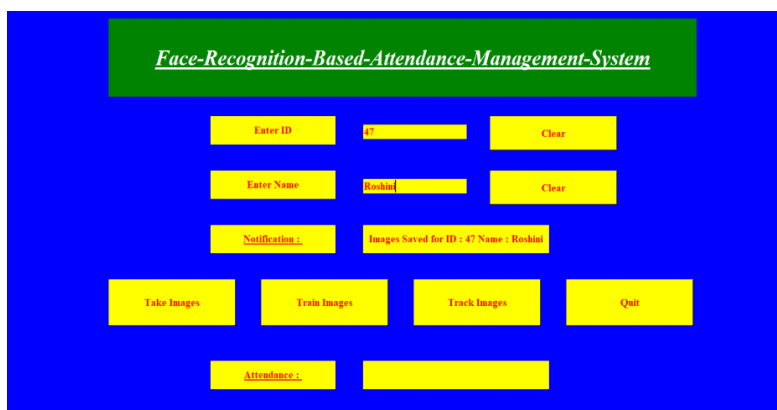 Face-Recognition-Based-Attendance-Management-System
Enter ID
47
Clear
Enter Name
Roshini
Clear
Notification :
Images Saved for ID : 47 Name : Roshini
Take Images
Train Images
Track Images
Quit
Attendance :